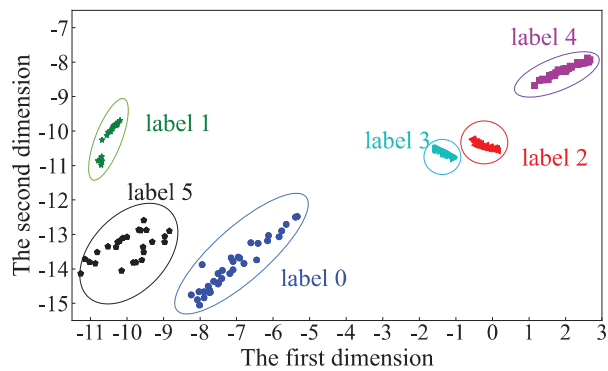 -7
-8
-9
-10
-11
-12
-13
-14
-15
The second dimension
label 4
label 1
label 3
label 2
label 5
label 0
-11 -10 -9 -8 -7 -6 -5 -4 -3 -2 -1 0 1 2 3
The first dimension